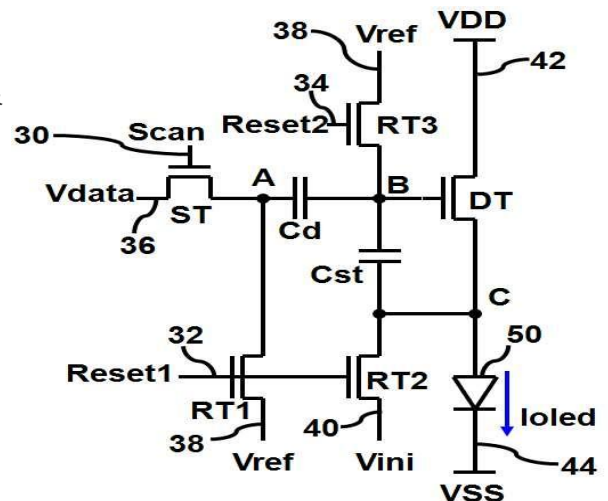 38 Vref VDD
34 42
30 Scan Reset2 RT3
A B
Vdata DT
ST Cd
36
Cst C
32 50
Reset1 RT2
RT1 Ioled
38 40
Vref Vini 44
VSS